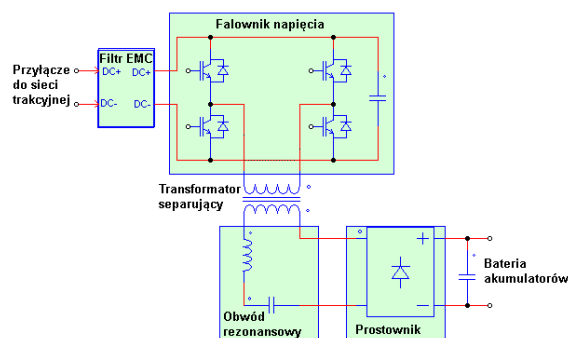 Falownik napięcia
Filtr EMC
Przyłącze
do sieci
trakcyjnej
DC+ DC+
DC- DC-
Transformator
separujący
Obwód
rezonansowy
+
−
Prostownik
Bateria
akumulatorów